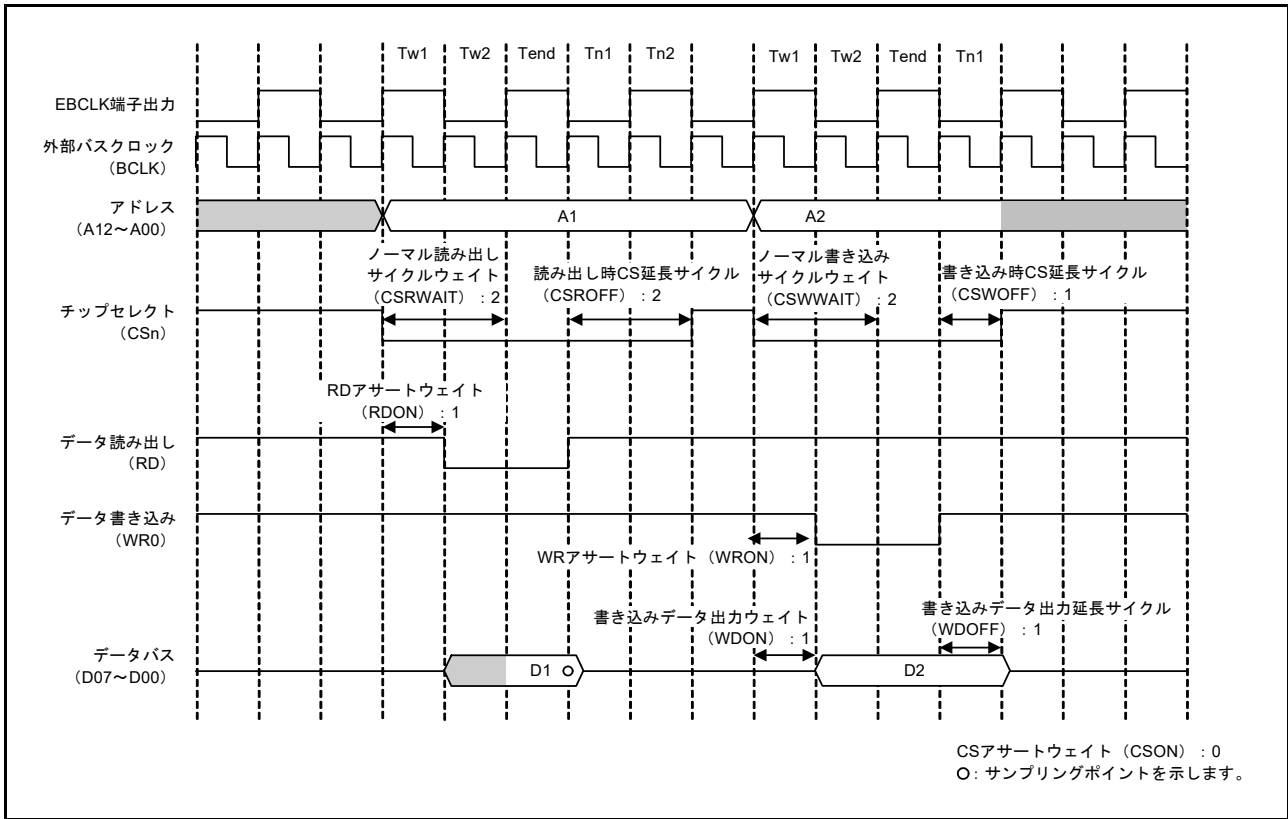 Tw1 Tw2 Tend Tn1 Tn2 Tw1 Tw2 Tend Tn1
EBCLK端子出力
外部バスクロック
（BCLK）
アドレス
（A12～A00）
A1
A2
ノーマル読み出し
サイクルウェイト
（CSRWAIT）：2
読み出し時CS延長サイクル
（CSROFF）：2
ノーマル書き込み
サイクルウェイト
（CSWWAIT）：2
書き込み時CS延長サイクル
（CSWOFF）：1
チップセレクト
（CSn）
RDアサートウェイト
（RDON）：1
データ読み出し
（RD）
データ書き込み
（WR0）
WRアサートウェイト（WRON）：1
書き込みデータ出力ウェイト
（WDON）：1
書き込みデータ出力延長サイクル
（WDOFF）：1
データバス
（D07～D00）
D1
D2
CSアサートウェイト（CSON）：0
○：サンプリングポイントを示します。